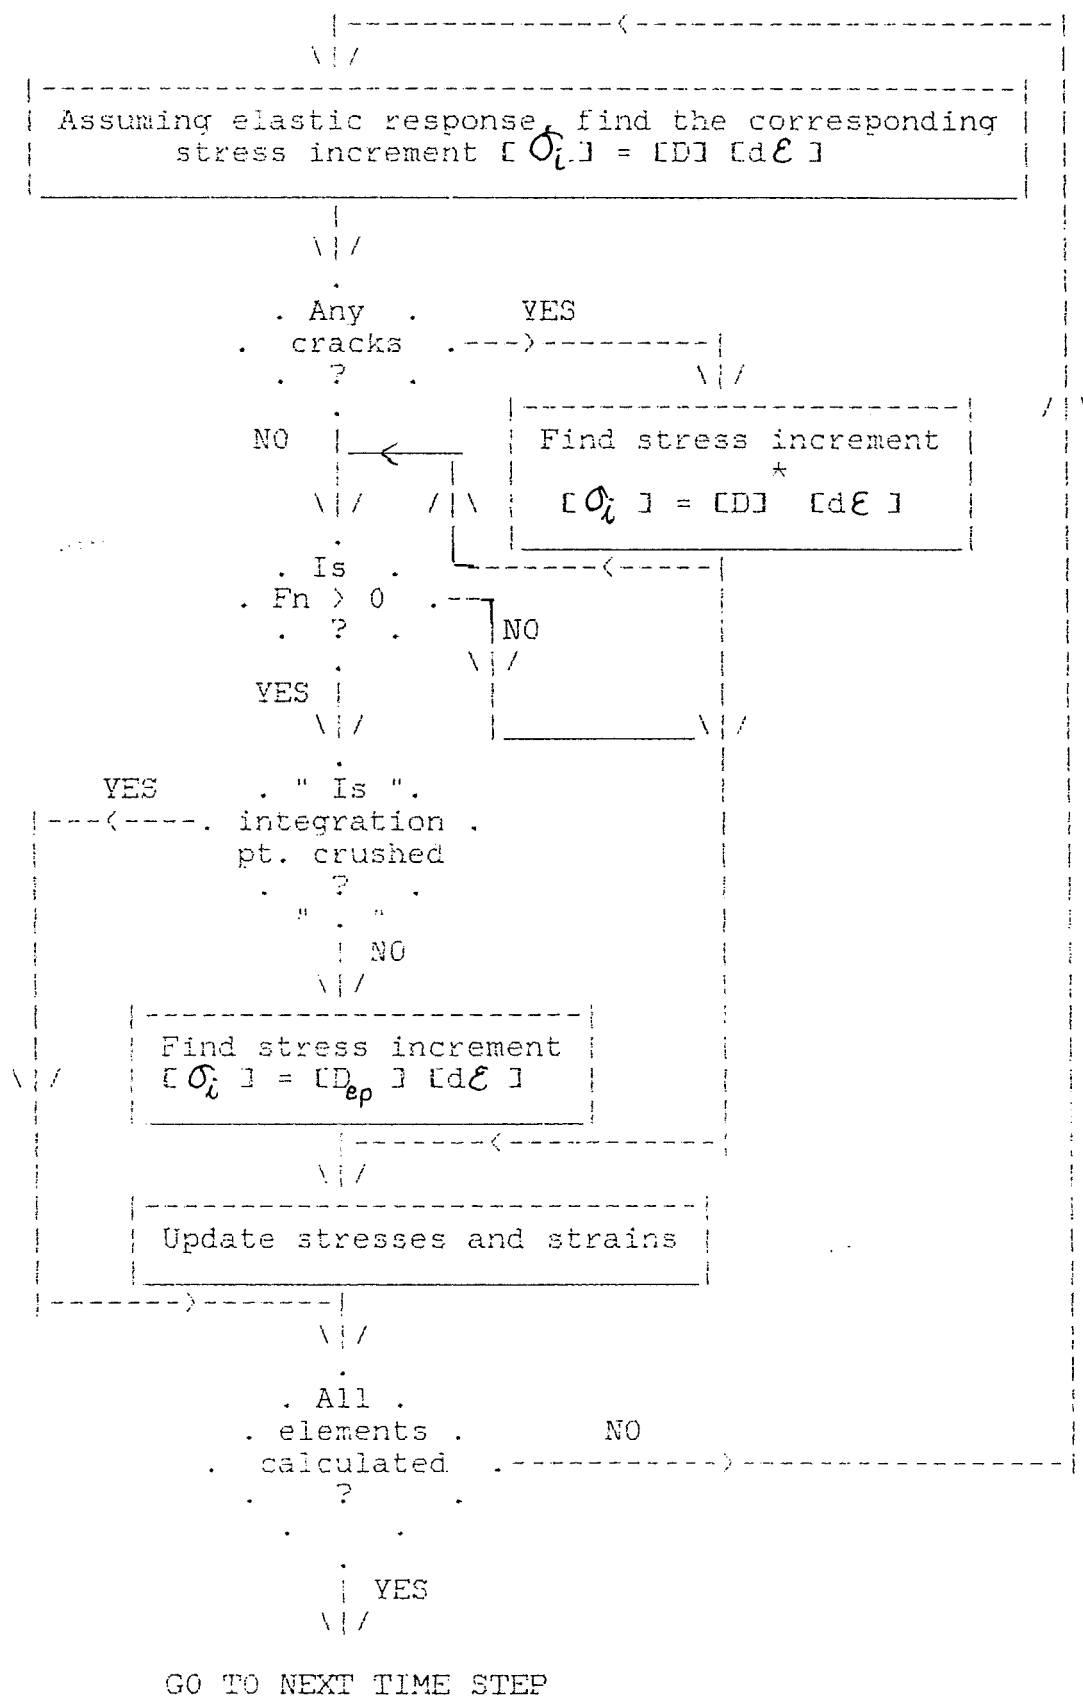 Assuming elastic response, find the corresponding
stress increment [ σi ] = [D] [dε ]
Any
cracks
?
YES
NO
Find stress increment
*
[ σi ] = [D] [dε ]
Is
Fn > 0
?
NO
YES
YES
" Is "
integration
pt. crushed
?
" "
NO
Find stress increment
[ σi ] = [Dep ] [dε ]
Update stresses and strains
All
elements
calculated
?
NO
YES
GO TO NEXT TIME STEP